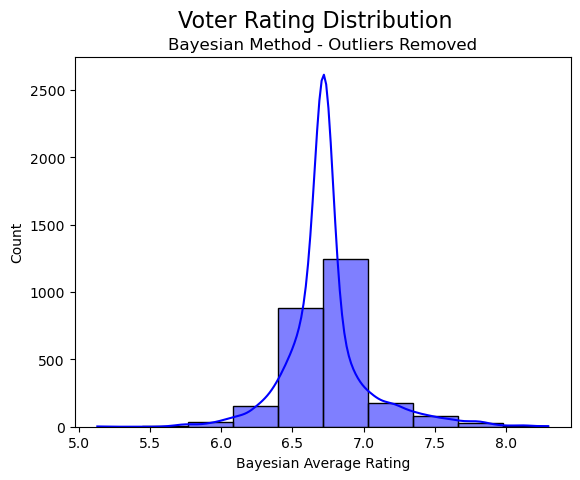 Voter Rating Distribution
Bayesian Method - Outliers Removed
2500
2000
1500
1000
500
0
Count
5.0 5.5 6.0 6.5 7.0 7.5 8.0
Bayesian Average Rating